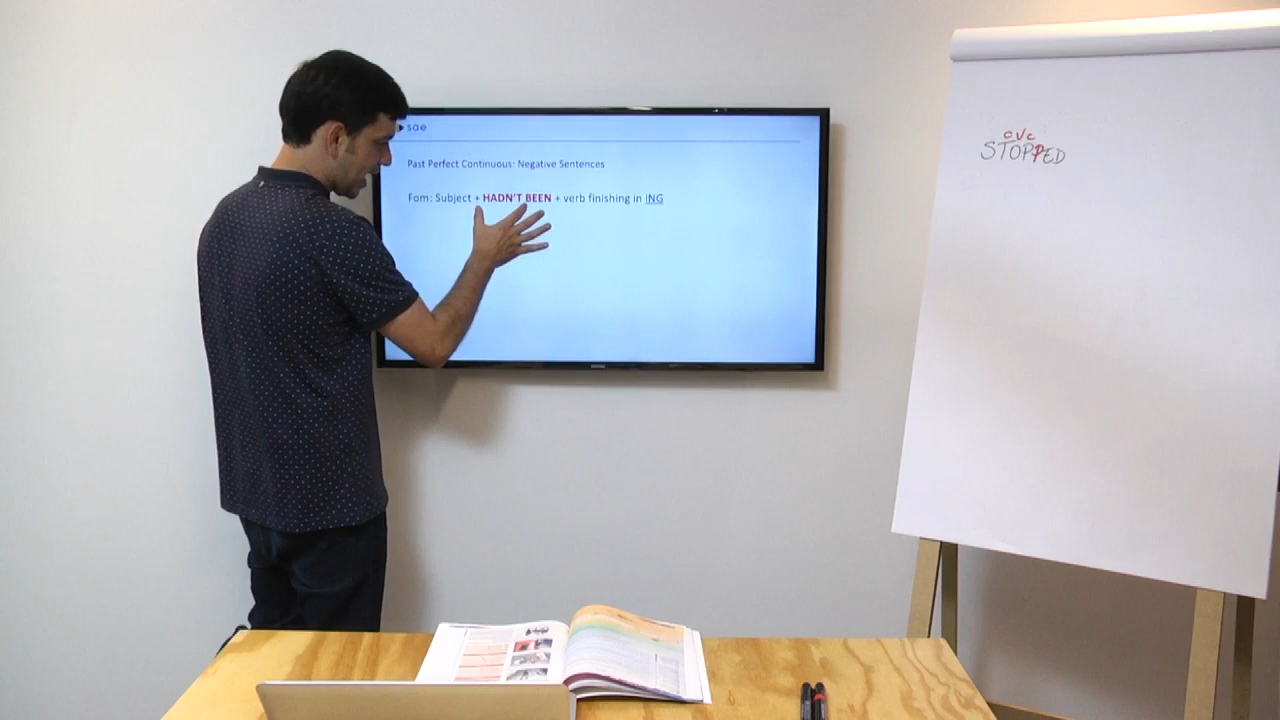 sae
Past Perfect Continuous: Negative Sentences
Fom: Subject + HADN'T BEEN + verb finishing in ING
cvc
STOPPED